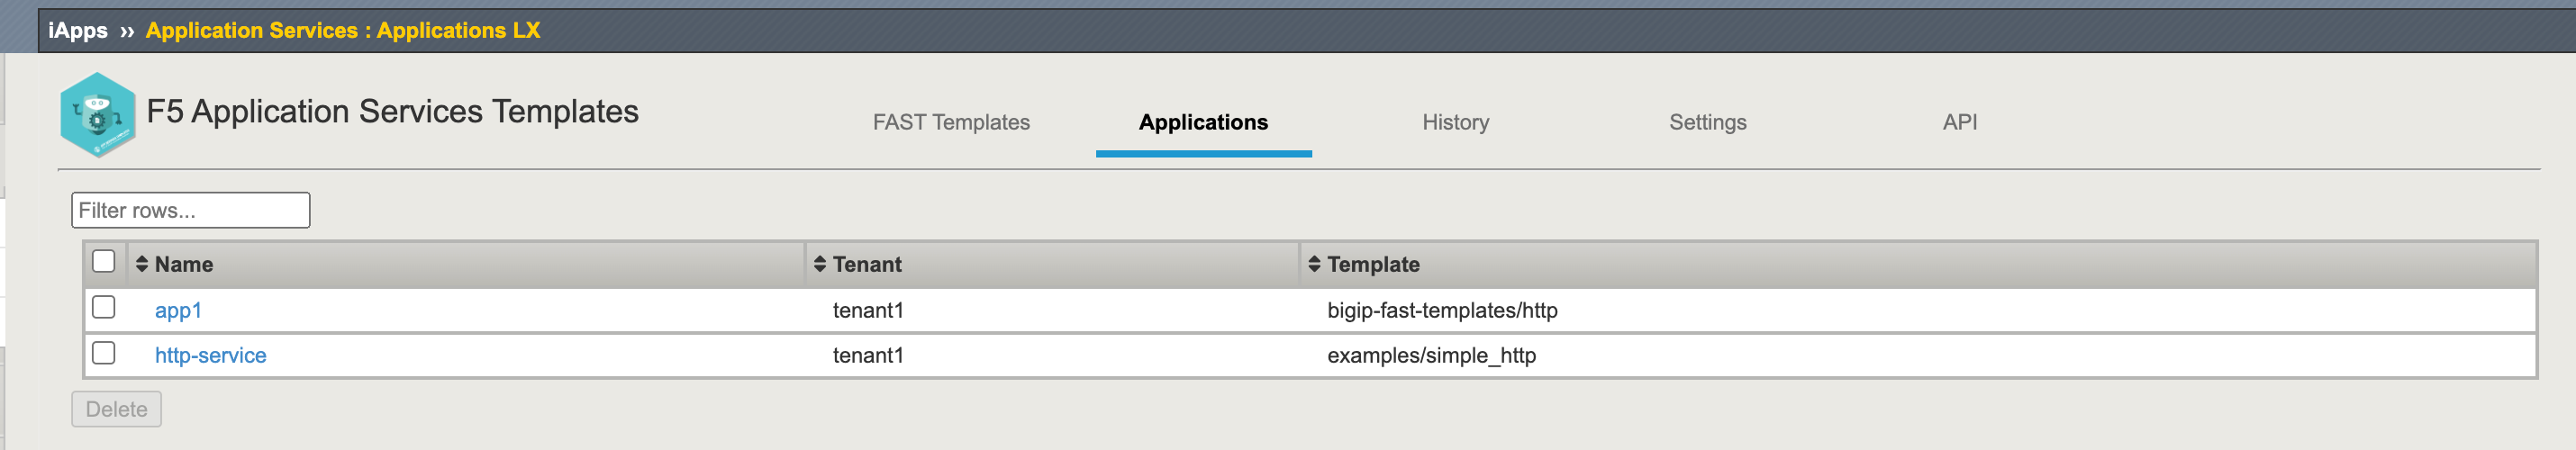 iApps ›› Application Services : Applications LX
F5 Application Services Templates
FAST Templates Applications History Settings API
Filter rows...
Name Tenant Template
app1 tenant1 bigip-fast-templates/http
http-service tenant1 examples/simple_http
Delete